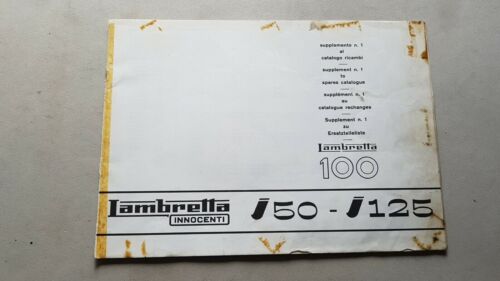 supplemento n. 1
al
catalogo ricambi
supplement n. 1
to
spares catalogue
supplément n. 1
au
catalogue rechanges
Supplement n. 1
zu
Ersatzteilliste
Lambretta
100
Lambretta
INNOCENTI
J50 - J125